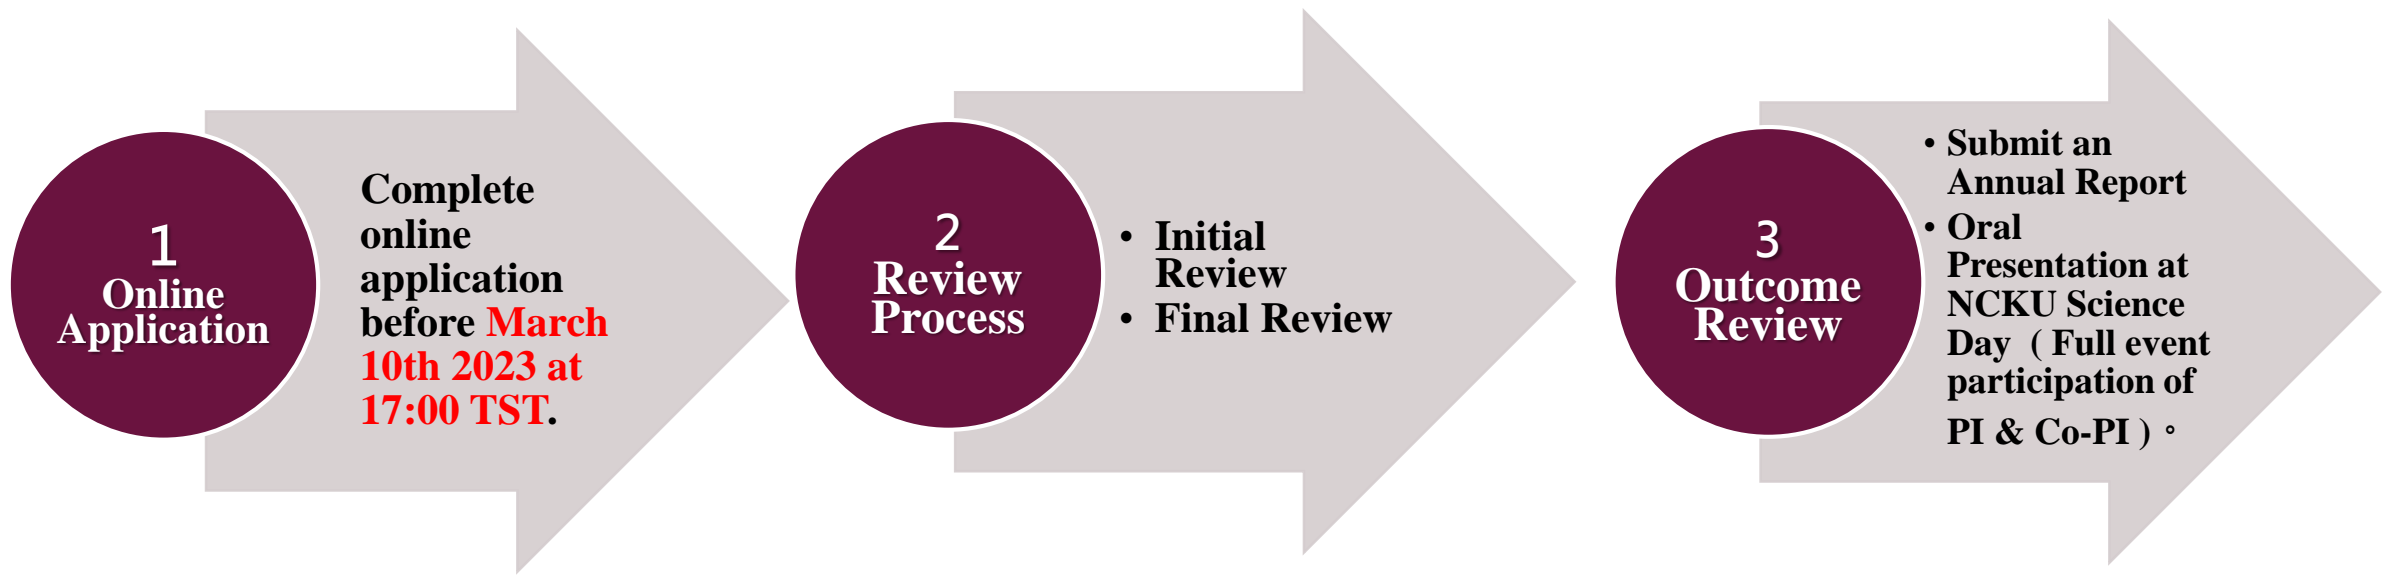 1
Online
Application
Complete
online
application
before March
10th 2023 at
17:00 TST.
2
Review
Process
• Initial
Review
• Final Review
3
Outcome
Review
• Submit an
Annual Report
• Oral
Presentation at
NCKU Science
Day ( Full event
participation of
PI & Co-PI ) 。